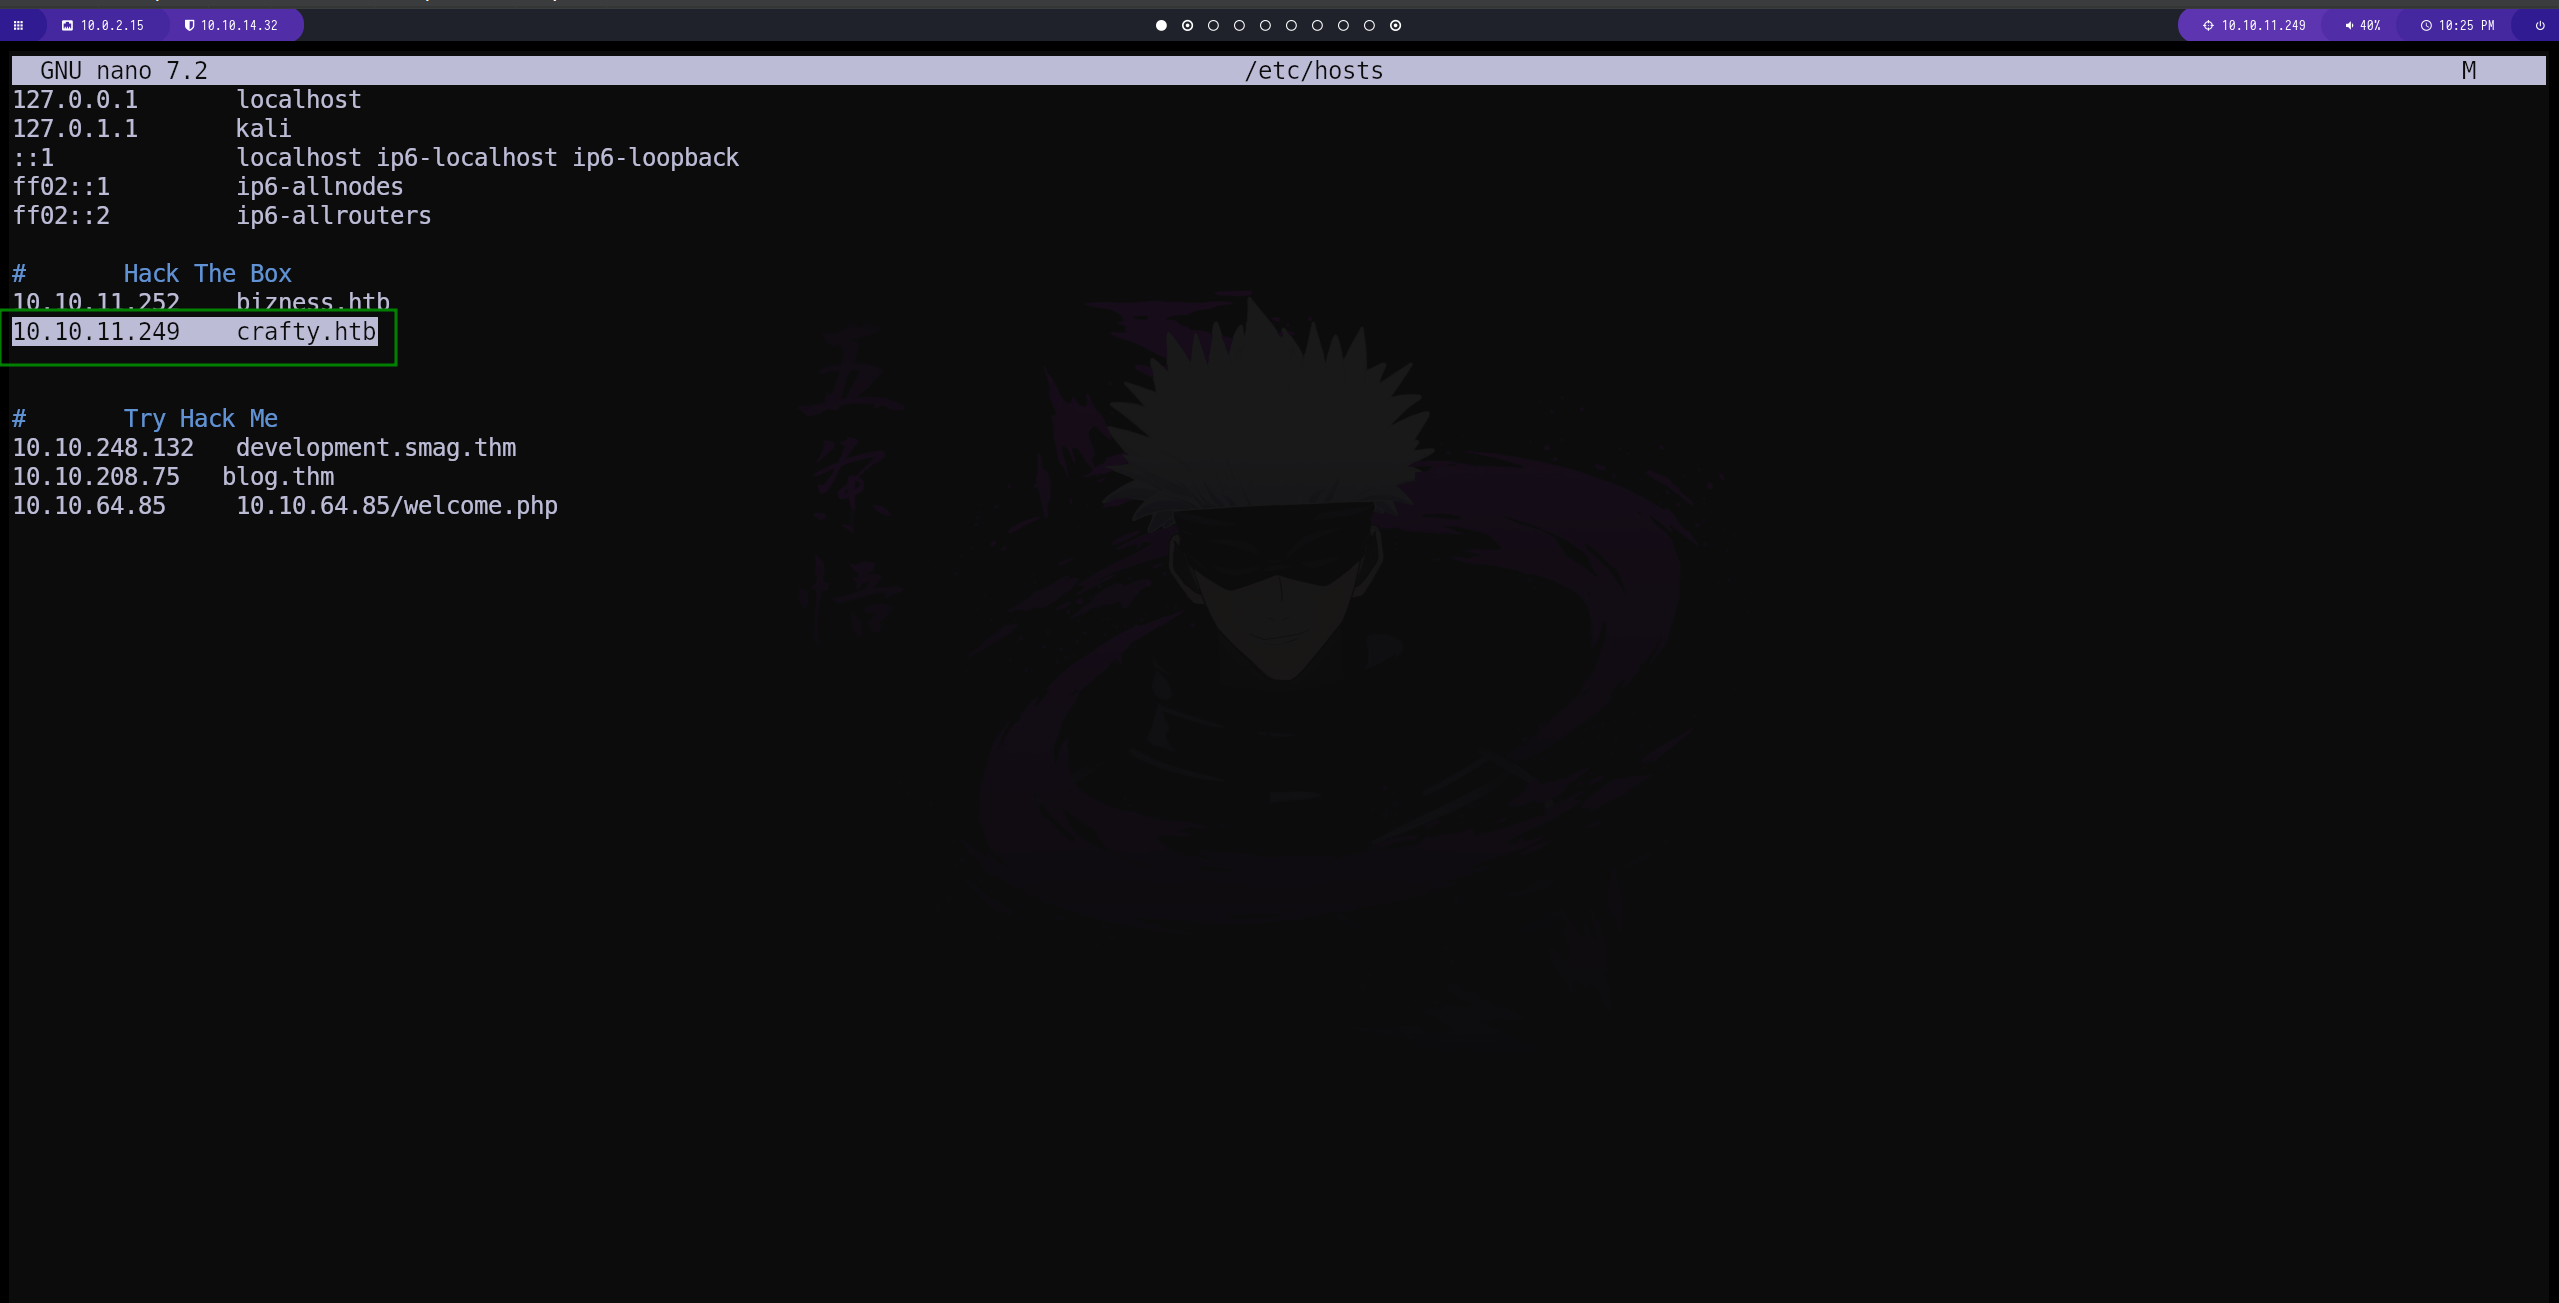 10.0.2.15 10.10.14.32 10.10.11.249 40% 10:25 PM
GNU nano 7.2 /etc/hosts M
127.0.0.1 localhost
127.0.1.1 kali
::1 localhost ip6-localhost ip6-loopback
ff02::1 ip6-allnodes
ff02::2 ip6-allrouters
# Hack The Box
10.10.11.252 bizness.htb
10.10.11.249 crafty.htb
# Try Hack Me
10.10.248.132 development.smag.thm
10.10.208.75 blog.thm
10.10.64.85 10.10.64.85/welcome.php
五
条
悟